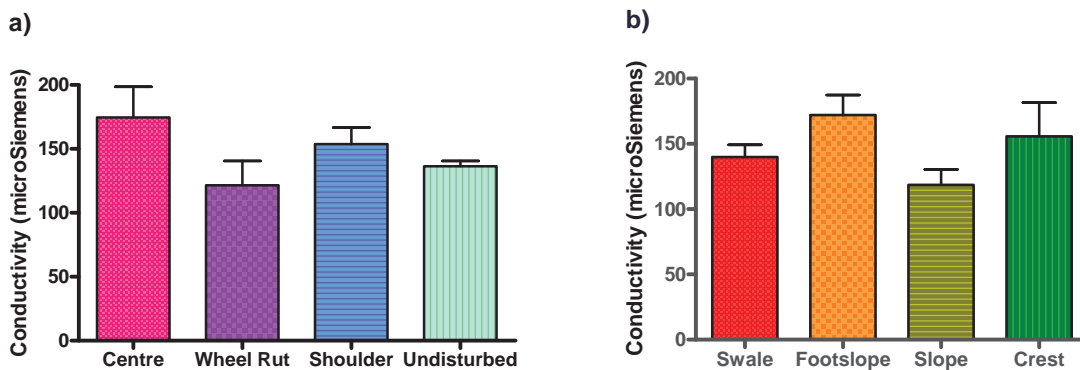 a)
Conductivity (microSiemens)
200
150
100
50
0
Centre Wheel Rut Shoulder Undisturbed
b)
Conductivity (microSiemens)
200
150
100
50
0
Swale Footslope Slope Crest